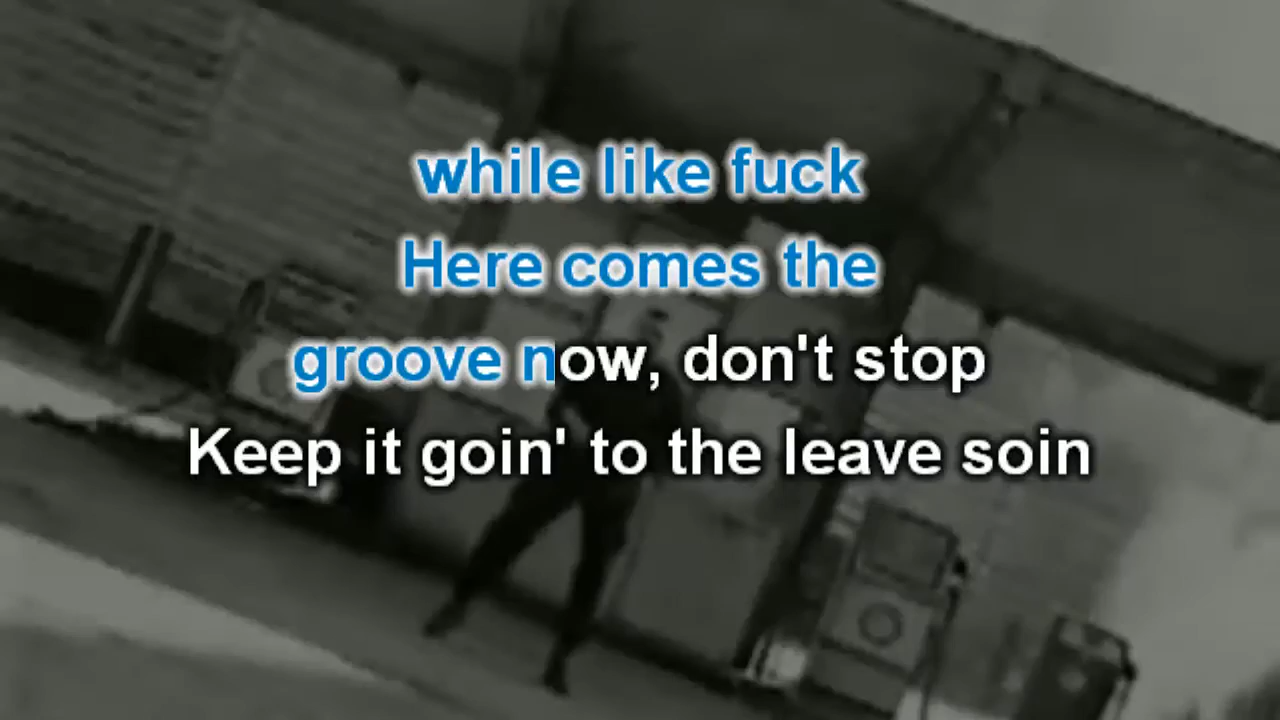 while like fuck
Here comes the
groove now, don't stop
Keep it goin' to the leave soin